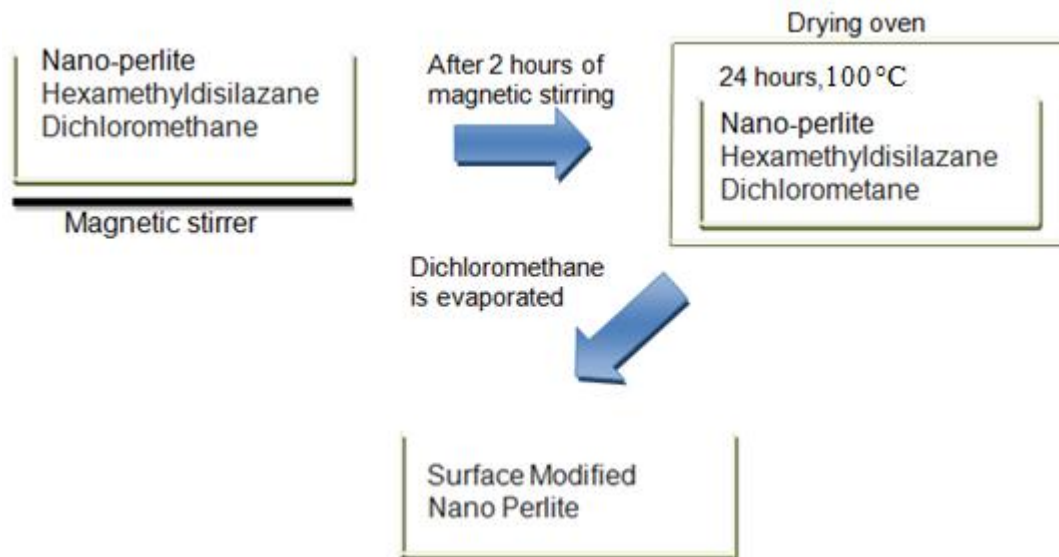 Nano-perlite
Hexamethyldisilazane
Dichloromethane
Magnetic stirrer
After 2 hours of
magnetic stirring
Drying oven
24 hours,100 °C
Nano-perlite
Hexamethyldisilazane
Dichlorometane
Dichloromethane
is evaporated
Surface Modified
Nano Perlite